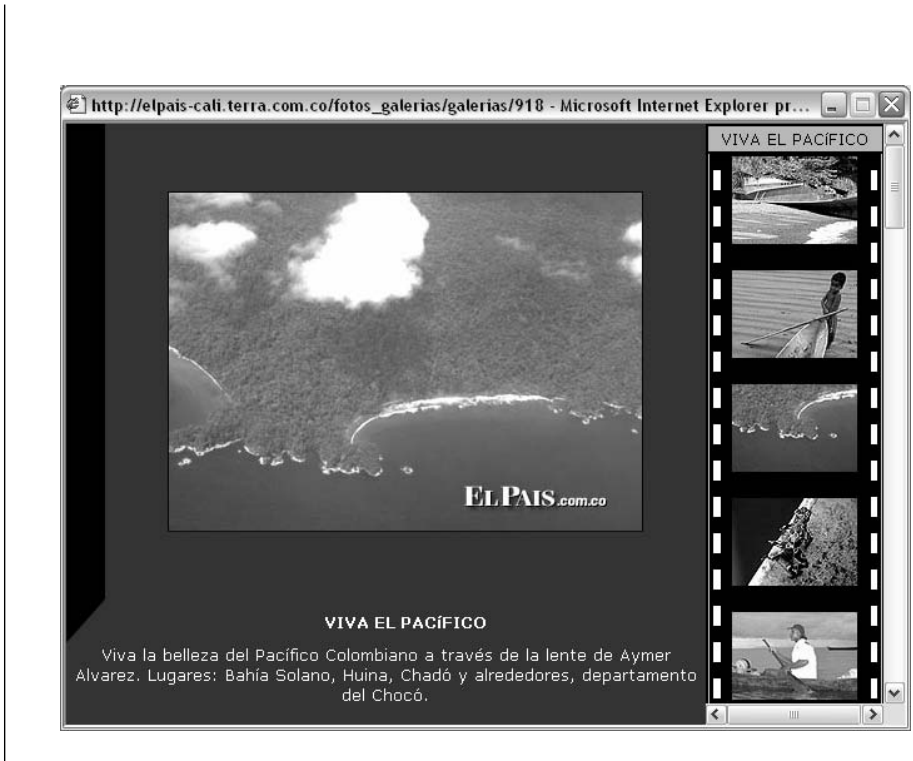 http://elpais-cali.terra.com.co/fotos_galerias/galerias/918 - Microsoft Internet Explorer pr...
VIVA EL PACíFICO
EL PAIS.com.co
VIVA EL PACíFICO
Viva la belleza del Pacífico Colombiano a través de la lente de Aymer
Alvarez. Lugares: Bahía Solano, Huina, Chadó y alrededores, departamento
del Chocó.